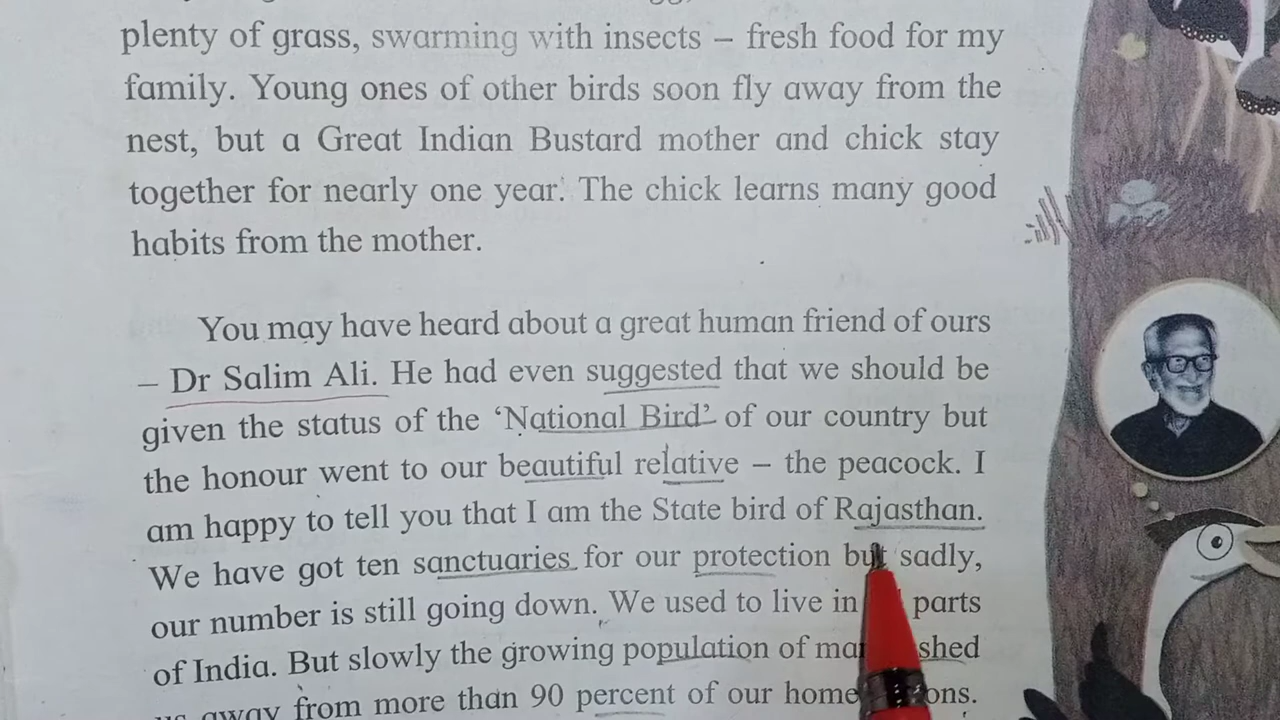 plenty of grass, swarming with insects – fresh food for my
family. Young ones of other birds soon fly away from the
nest, but a Great Indian Bustard mother and chick stay
together for nearly one year. The chick learns many good
habits from the mother.
You may have heard about a great human friend of ours
– Dr Salim Ali. He had even suggested that we should be
given the status of the ‘National Bird’ of our country but
the honour went to our beautiful relative – the peacock. I
am happy to tell you that I am the State bird of Rajasthan.
We have got ten sanctuaries for our protection but sadly,
our number is still going down. We used to live in parts
of India. But slowly the growing population of
away from more than 90 percent of our